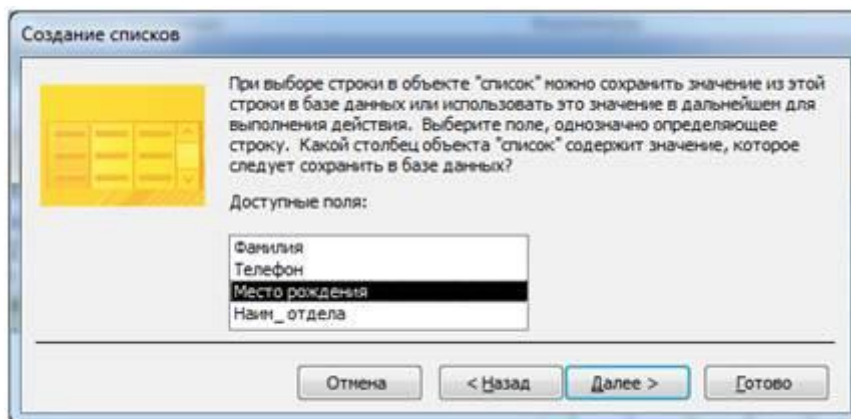 Создание списков
При выборе строки в объекте "список" можно сохранить значение из этой
строки в базе данных или использовать это значение в дальнейшем для
выполнения действия. Выберите поле, однозначно определяющее
строку. Какой столбец объекта "список" содержит значение, которое
следует сохранить в базе данных?
Доступные поля:
Фамилия
Телефон
Место рождения
Наим_ отдела
Отмена
< Назад
Далее >
Готово